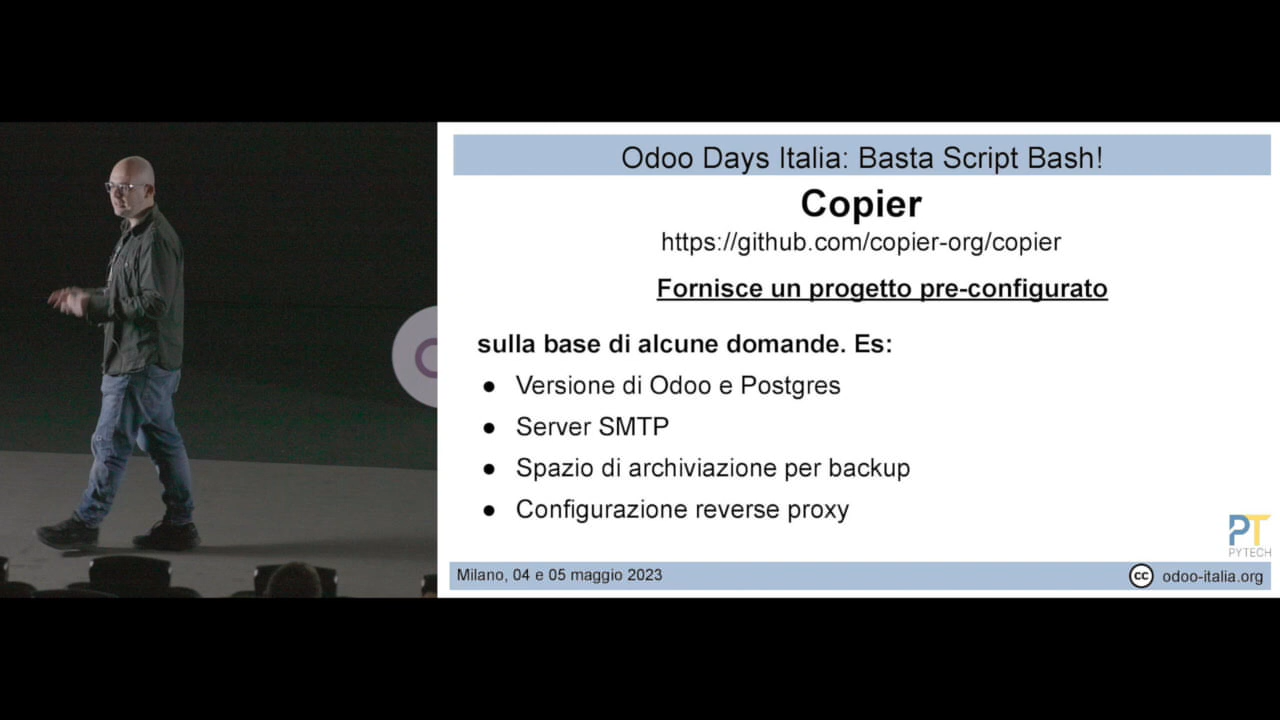 Odoo Days Italia: Basta Script Bash!
Copier
https://github.com/copier-org/copier
Fornisce un progetto pre-configurato
sulla base di alcune domande. Es:
● Versione di Odoo e Postgres
● Server SMTP
● Spazio di archiviazione per backup
● Configurazione reverse proxy
PT
PYTECH
Milano, 04 e 05 maggio 2023
cc odoo-italia.org